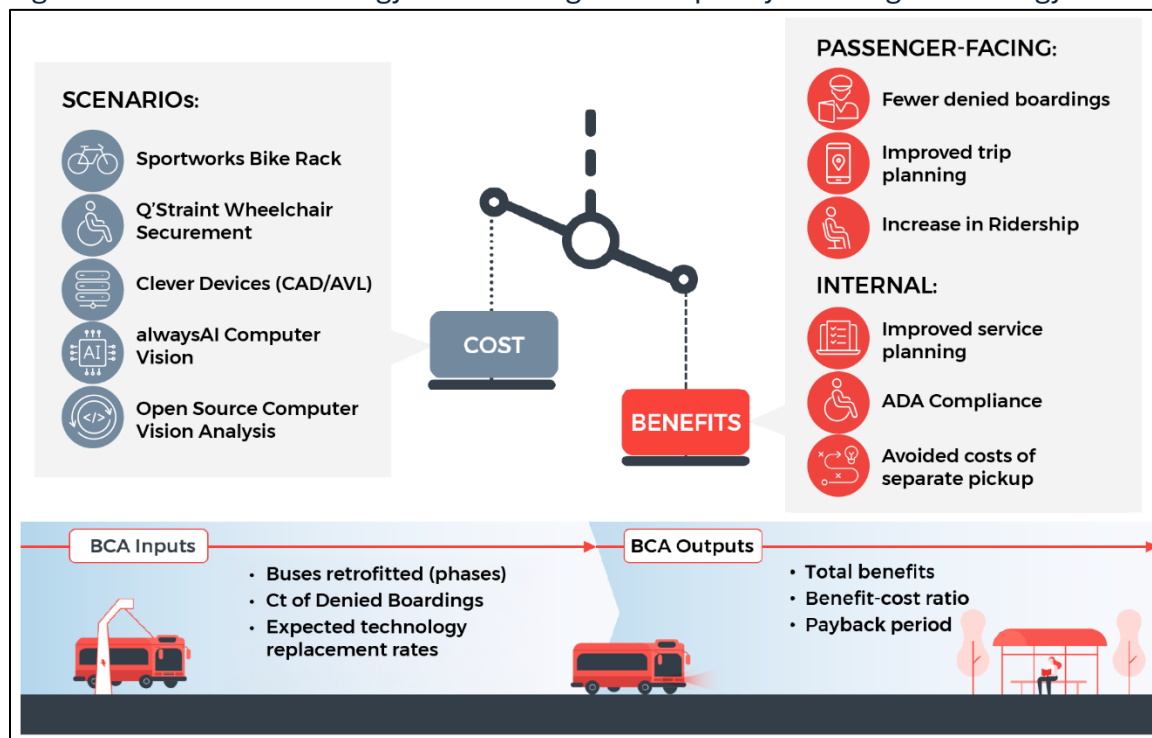 SCENARIOs:
Sportworks Bike Rack
Q'Straint Wheelchair
Securement
Clever Devices (CAD/AVL)
alwaysAI Computer
Vision
AI
Open Source Computer
Vision Analysis
</>
COST
BENEFITS
PASSENGER-FACING:
Fewer denied boardings
Improved trip
planning
Increase in Ridership
INTERNAL:
Improved service
planning
ADA Compliance
Avoided costs of
separate pickup
BCA Inputs
• Buses retrofitted (phases)
• Ct of Denied Boardings
• Expected technology
replacement rates
BCA Outputs
• Total benefits
• Benefit-cost ratio
• Payback period